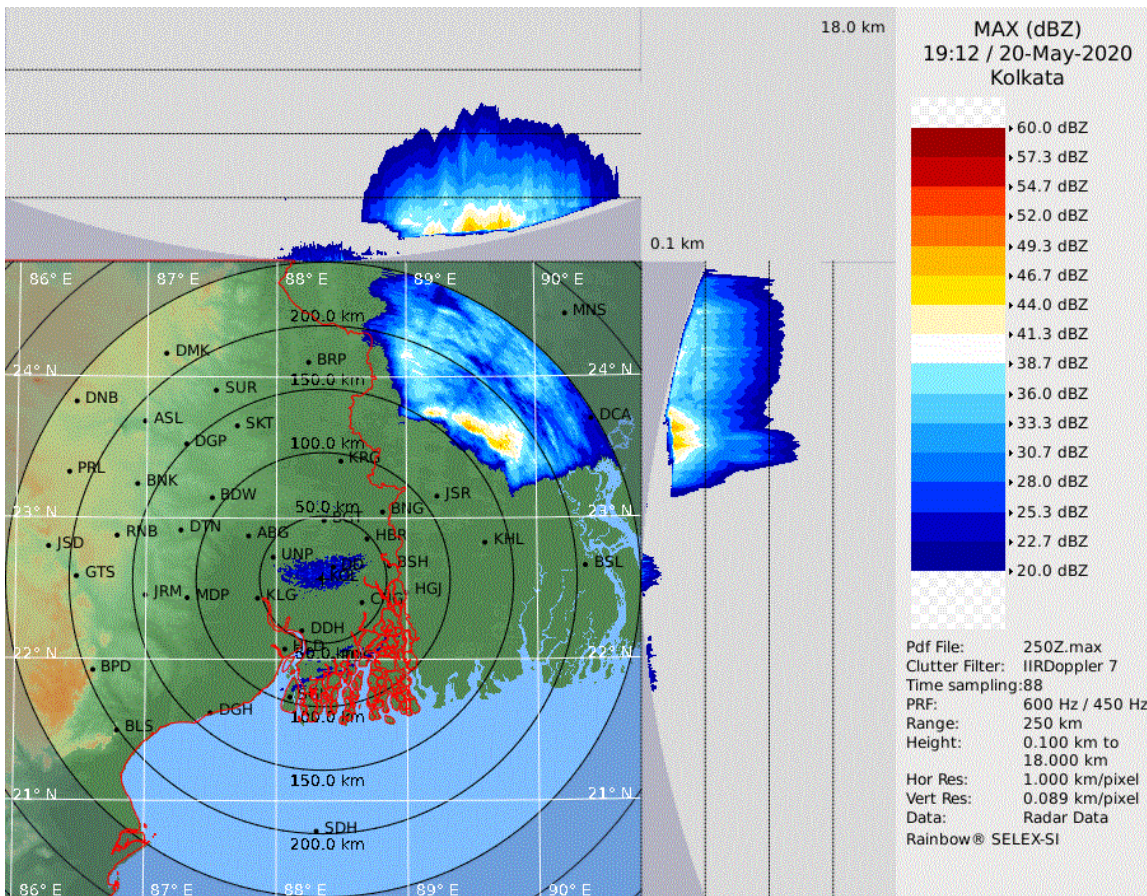 18.0 km
MAX (dBZ)
19:12 / 20-May-2020
Kolkata
60.0 dBZ
57.3 dBZ
54.7 dBZ
52.0 dBZ
49.3 dBZ
46.7 dBZ
44.0 dBZ
41.3 dBZ
38.7 dBZ
36.0 dBZ
33.3 dBZ
30.7 dBZ
28.0 dBZ
25.3 dBZ
22.7 dBZ
20.0 dBZ
0.1 km
86° E
87° E
88° E
89° E
90° E
MNS
200.0 km
DMK
BRP
24° N
24° N
150.0 km
SUR
DNB
DCA
ASL
SKT
DGP
100.0 km
KRG
PRL
BNK
BDW
JSR
BNG
50.0 km
23° N
23° N
BGT
RNB
DTN
ABG
HBR
KHL
JSD
UNP
BSH
BSL
GTS
HGJ
JRM
MDP
KLG
DDH
HLD
50.0 km
22° N
22° N
BPD
SGI
100.0 km
DGH
BLS
150.0 km
21° N
21° N
SDH
200.0 km
86° E
87° E
88° E
89° E
90° E
Pdf File: 250Z.max
Clutter Filter: IIRDoppler 7
Time sampling:88
PRF: 600 Hz / 450 Hz
Range: 250 km
Height: 0.100 km to
18.000 km
Hor Res: 1.000 km/pixel
Vert Res: 0.089 km/pixel
Data: Radar Data
Rainbow® SELEX-SI